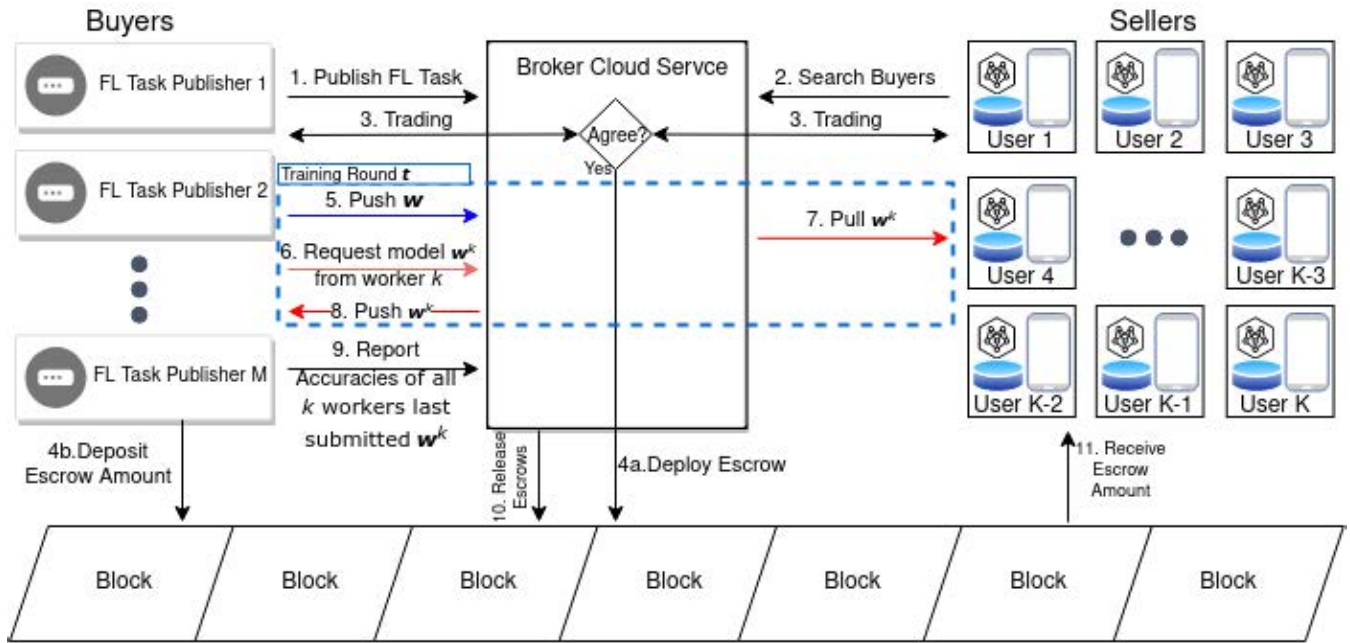 Buyers
Sellers
FL Task Publisher 1
FL Task Publisher 2
FL Task Publisher M
1. Publish FL Task
3. Trading
Training Round t
5. Push w
6. Request model wᵏ
from worker k
8. Push wᵏ
9. Report
Accuracies of all
k workers last
submitted wᵏ
4b.Deposit
Escrow Amount
Broker Cloud Servce
Agree?
Yes
10. Release
Escrows
4a.Deploy Escrow
2. Search Buyers
3. Trading
7. Pull wᵏ
User 1
User 2
User 3
User 4
User K-3
User K-2
User K-1
User K
11. Receive
Escrow
Amount
Block
Block
Block
Block
Block
Block